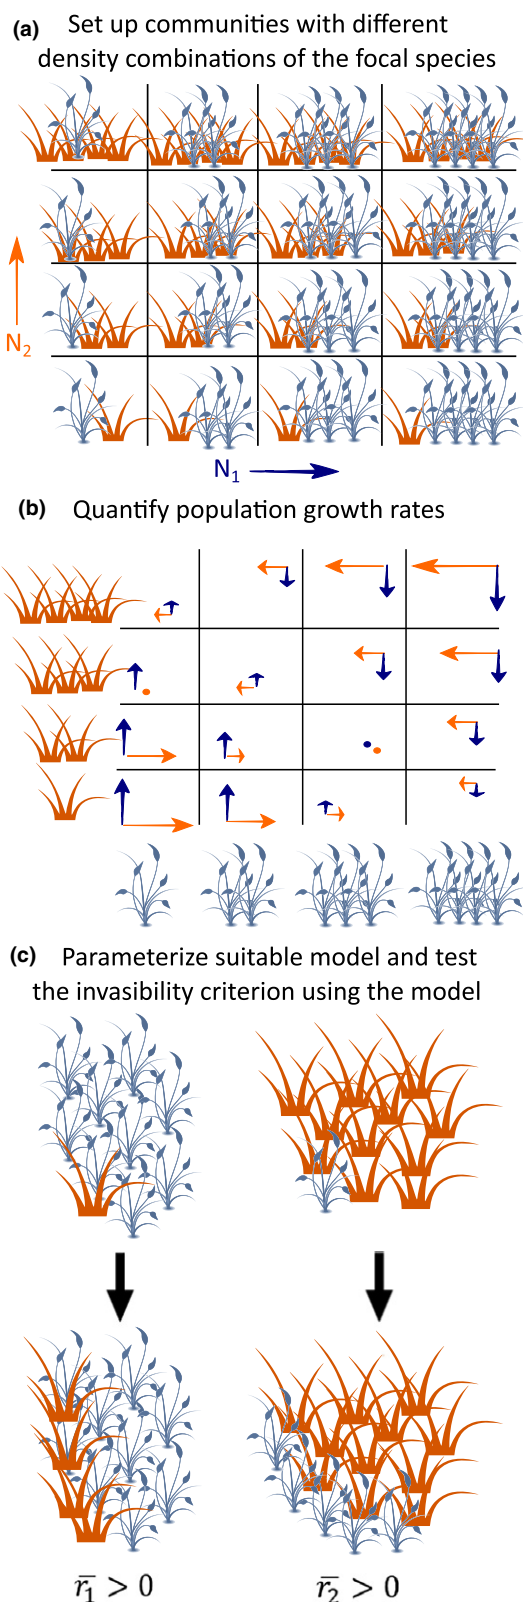 (a) Set up communities with different
density combinations of the focal species
N₂
N₁
(b) Quantify population growth rates
(c) Parameterize suitable model and test
the invasibility criterion using the model
r̅₁ > 0 r̅₂ > 0